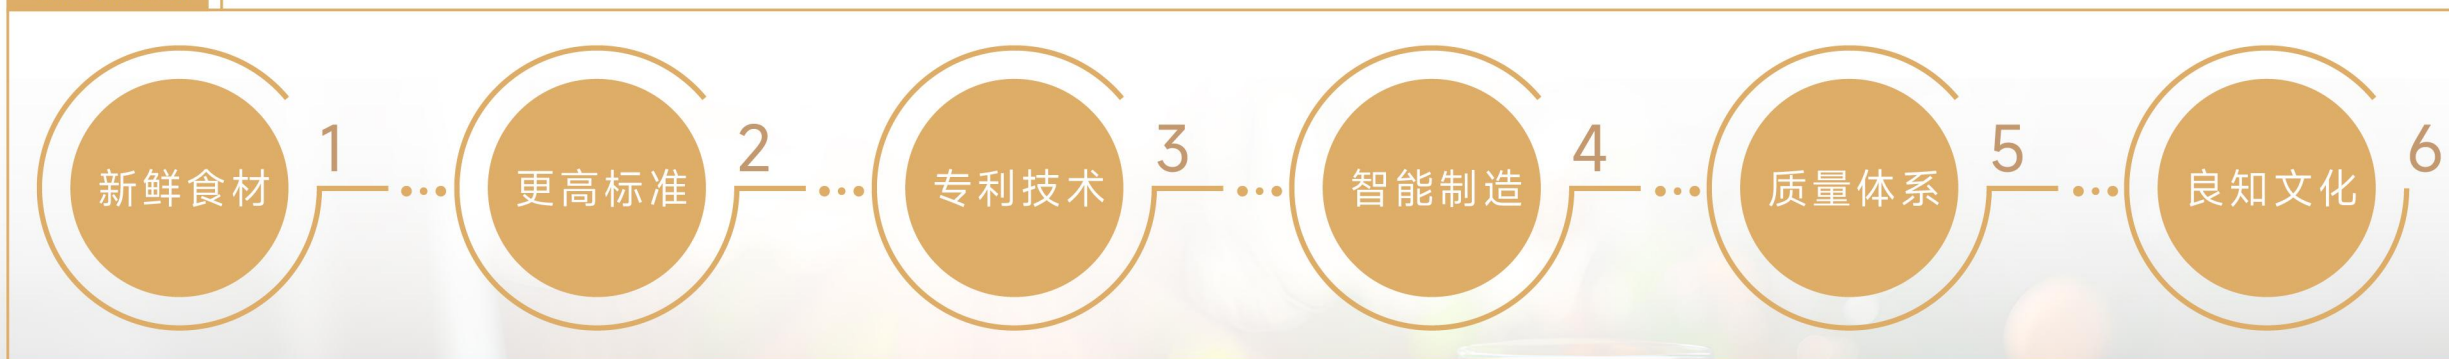 新鲜食材 1
更高标准 2
专利技术 3
智能制造 4
质量体系 5
良知文化 6